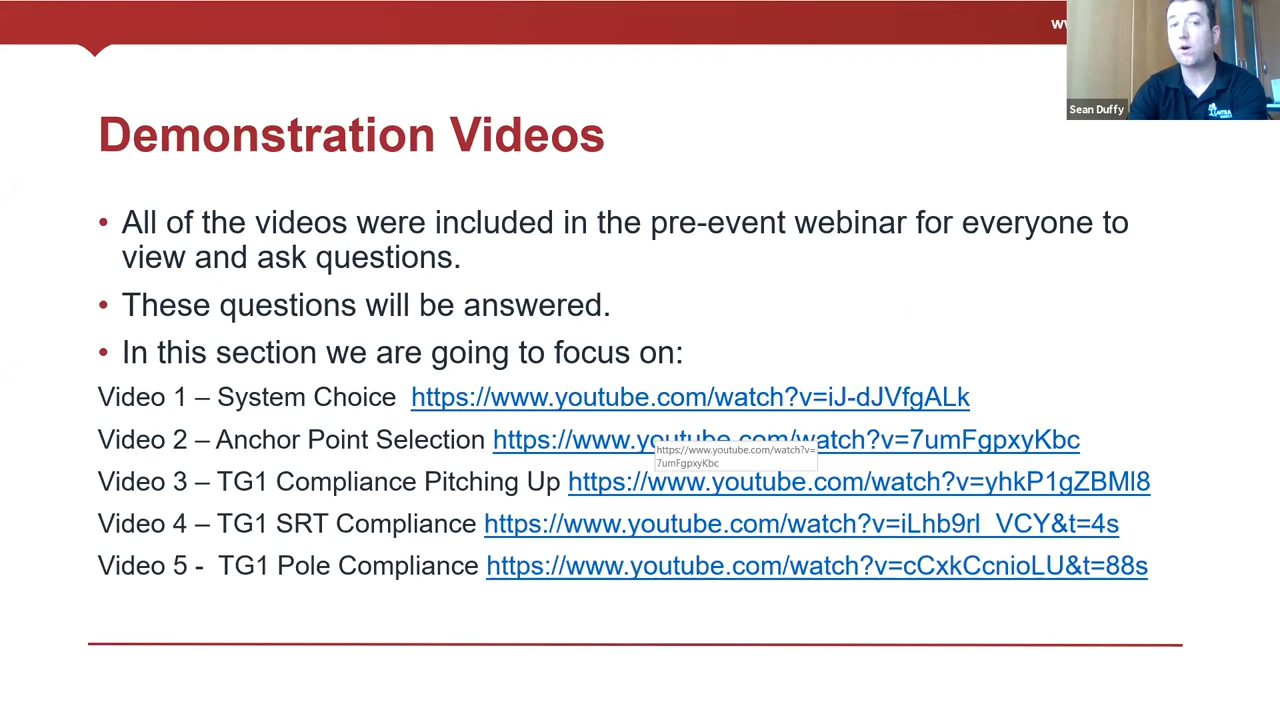 Sean Duffy
Demonstration Videos
• All of the videos were included in the pre-event webinar for everyone to
view and ask questions.
• These questions will be answered.
• In this section we are going to focus on:
Video 1 – System Choice https://www.youtube.com/watch?v=iJ-dJVfgALk
Video 2 – Anchor Point Selection https://www.youtube.com/watch?v=7umFgpxyKbc
https://www.youtube.com/watch?v=
7umFgpxyKbc
Video 3 – TG1 Compliance Pitching Up https://www.youtube.com/watch?v=yhkP1gZBMl8
Video 4 – TG1 SRT Compliance https://www.youtube.com/watch?v=iLhb9rl_VCY&t=4s
Video 5 - TG1 Pole Compliance https://www.youtube.com/watch?v=cCxkCcnioLU&t=88s